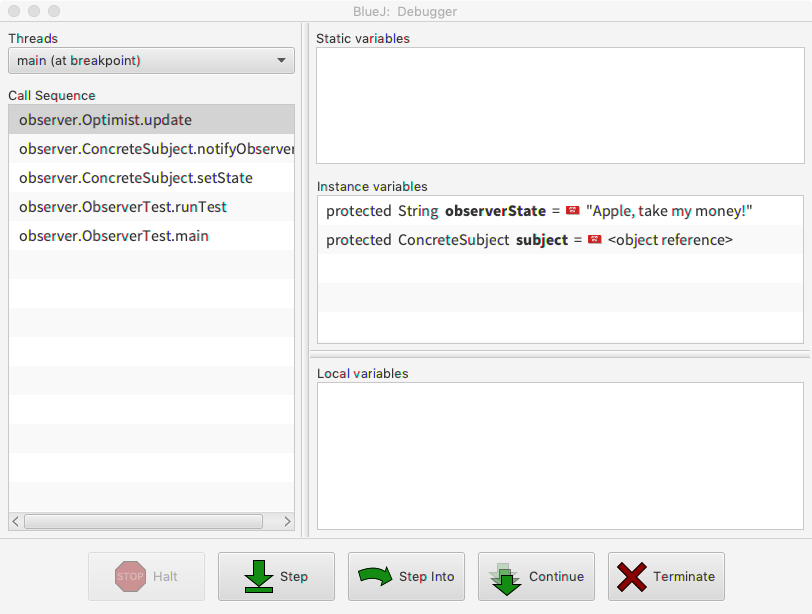 BlueJ: Debugger
Threads
main (at breakpoint)
Call Sequence
observer.Optimist.update
observer.ConcreteSubject.notifyObserver
observer.ConcreteSubject.setState
observer.ObserverTest.runTest
observer.ObserverTest.main
Static variables
Instance variables
protected String observerState = "Apple, take my money!"
protected ConcreteSubject subject = <object reference>
Local variables
STOP Halt
Step
Step Into
Continue
Terminate